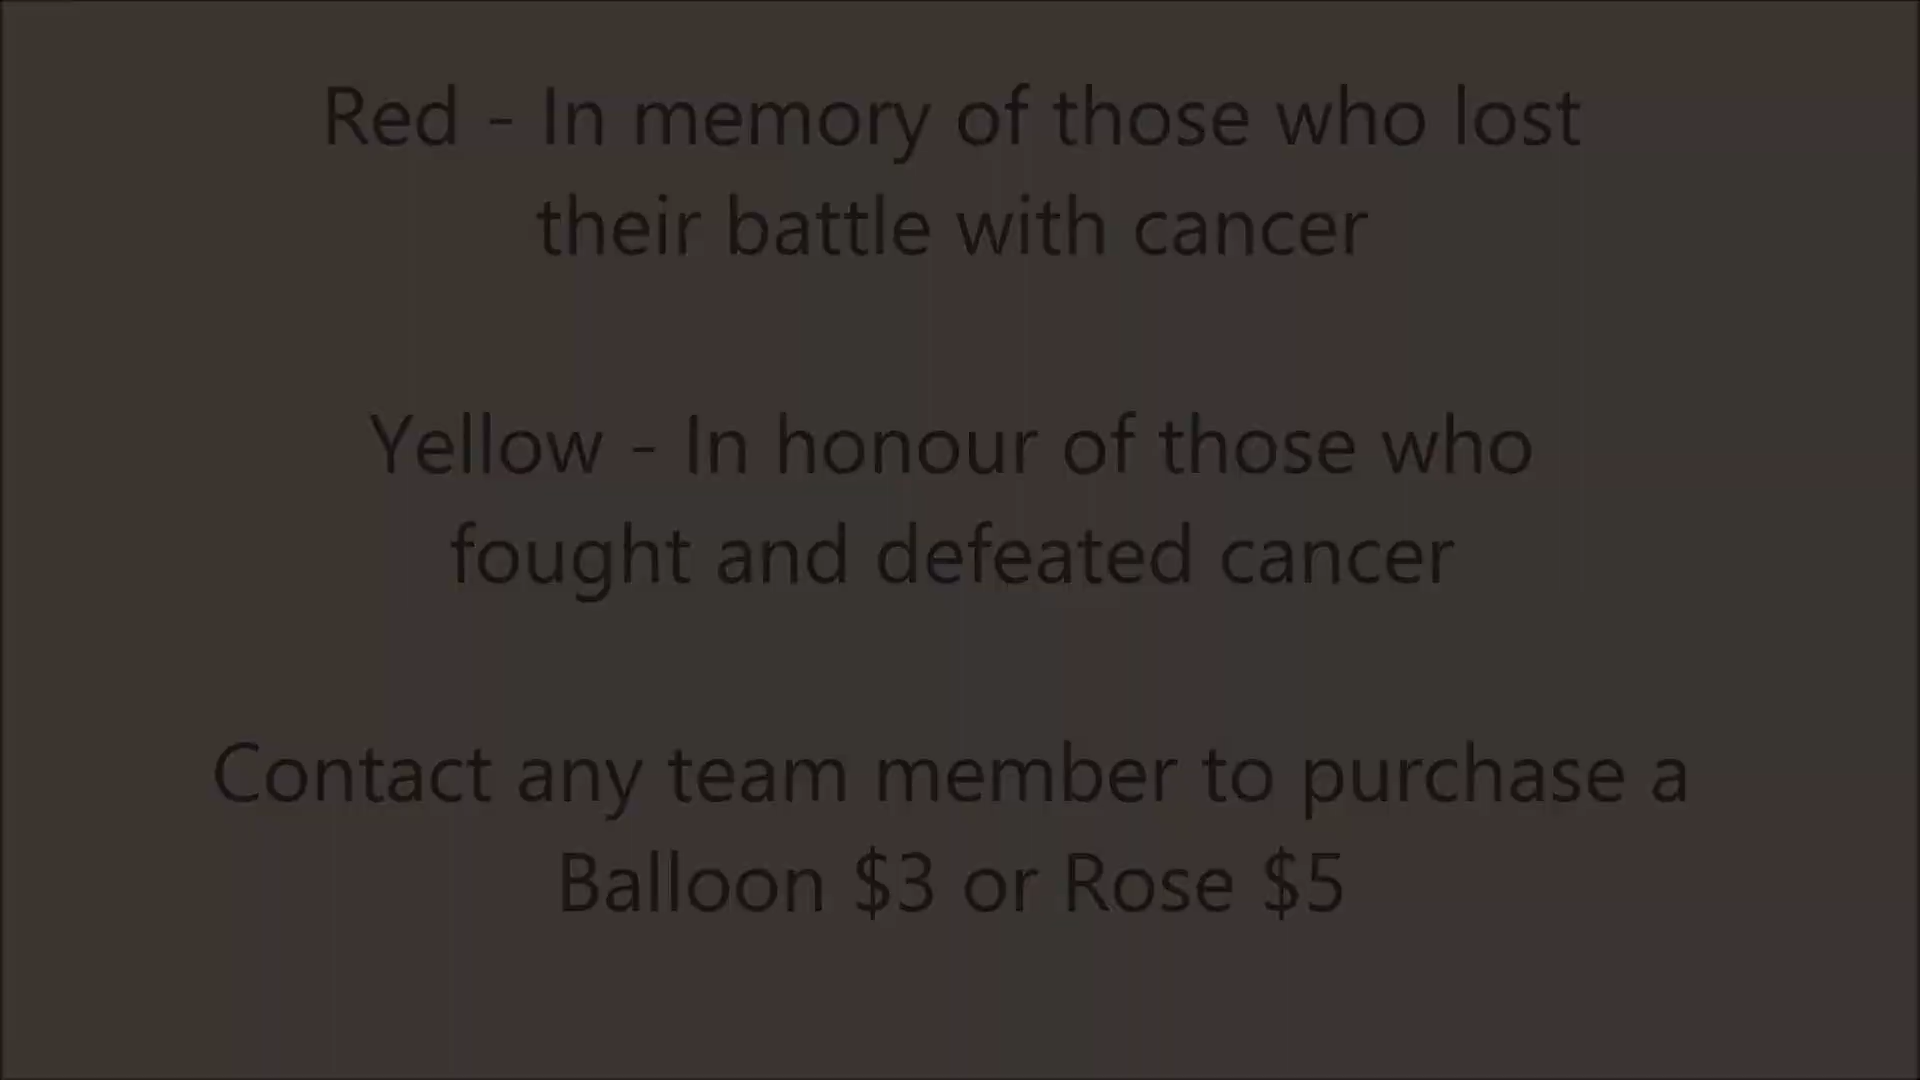 Red - In memory of those who lost
their battle with cancer
Yellow - In honour of those who
fought and defeated cancer
Contact any team member to purchase a
Balloon $3 or Rose $5